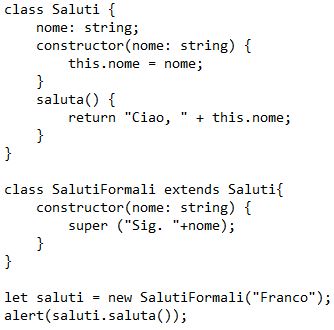 class Saluti {
    nome: string;
    constructor(nome: string) {
        this.nome = nome;
    }
    saluta() {
        return "Ciao, " + this.nome;
    }
}

class SalutiFormali extends Saluti{
    constructor(nome: string) {
        super ("Sig. "+nome);
    }
}

let saluti = new SalutiFormali("Franco");
alert(saluti.saluta());